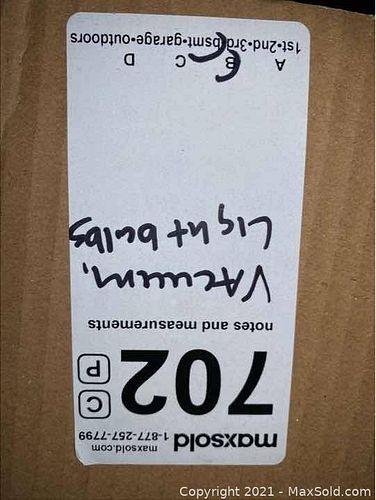 maxsold
maxsold.com
1-877-257-7799
702
C
P
notes and measurements
Vacuum,
Light bulbs
A B C D
1st•2nd•3rd•bsmt•garage•outdoors
Copyright 2021 - MaxSold.com